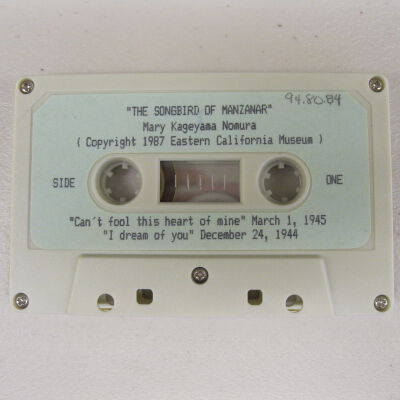 94.80.84
"THE SONGBIRD OF MANZANAR"
Mary Kageyama Nomura
( Copyright 1987 Eastern California Museum )
SIDE ONE
"Can't fool this heart of mine" March 1, 1945
"I dream of you" December 24, 1944